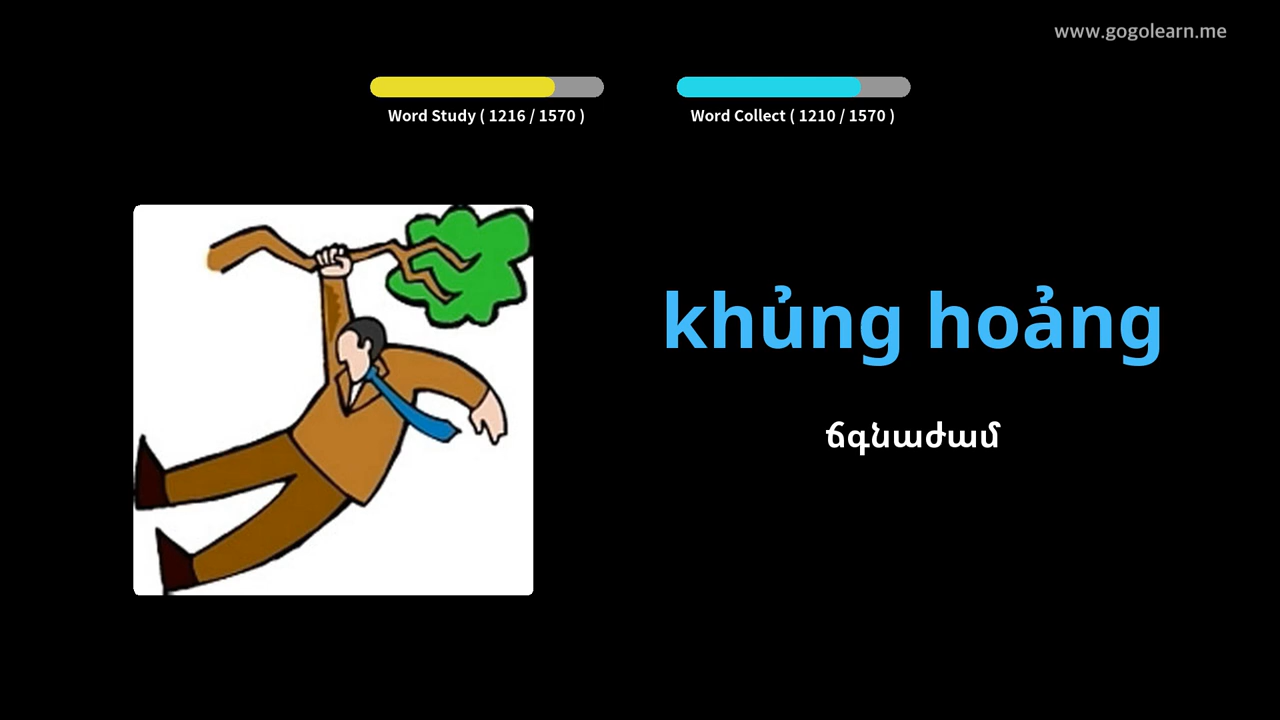 www.gogolearn.me
Word Study ( 1216 / 1570 )
Word Collect ( 1210 / 1570 )
khủng hoảng
ճգնաժամ